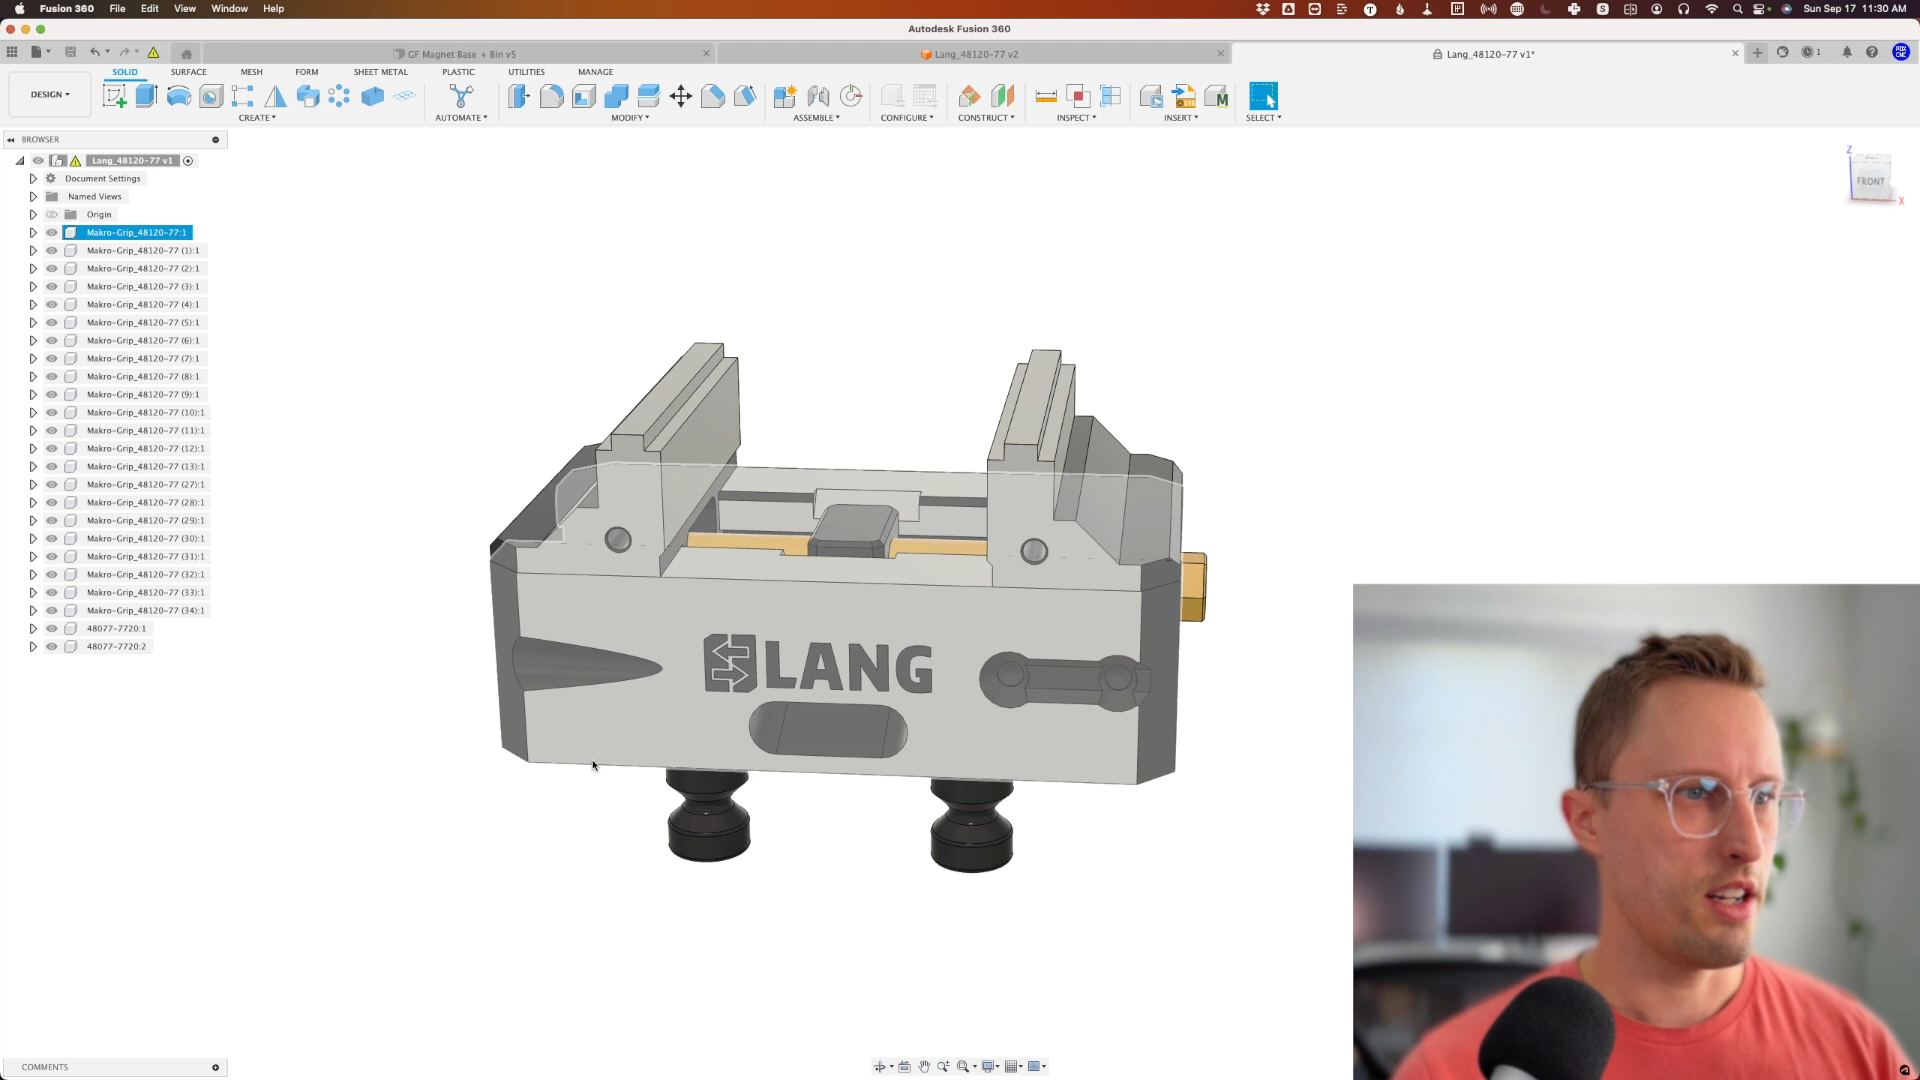 Fusion 360 File Edit View Window Help
Sun Sep 17 11:30 AM
Autodesk Fusion 360
GF Magnet Base + Bin v5
Lang_48120-77 v2
Lang_48120-77 v1*
1
DESIGN
SOLID SURFACE MESH FORM SHEET METAL PLASTIC UTILITIES MANAGE
CREATE AUTOMATE MODIFY ASSEMBLE CONFIGURE CONSTRUCT INSPECT INSERT SELECT
BROWSER
Lang_48120-77 v1
Document Settings
Named Views
Origin
Makro-Grip_48120-77:1
Makro-Grip_48120-77 (1):1
Makro-Grip_48120-77 (2):1
Makro-Grip_48120-77 (3):1
Makro-Grip_48120-77 (4):1
Makro-Grip_48120-77 (5):1
Makro-Grip_48120-77 (6):1
Makro-Grip_48120-77 (7):1
Makro-Grip_48120-77 (8):1
Makro-Grip_48120-77 (9):1
Makro-Grip_48120-77 (10):1
Makro-Grip_48120-77 (11):1
Makro-Grip_48120-77 (12):1
Makro-Grip_48120-77 (13):1
Makro-Grip_48120-77 (27):1
Makro-Grip_48120-77 (28):1
Makro-Grip_48120-77 (29):1
Makro-Grip_48120-77 (30):1
Makro-Grip_48120-77 (31):1
Makro-Grip_48120-77 (32):1
Makro-Grip_48120-77 (33):1
Makro-Grip_48120-77 (34):1
48077-7720:1
48077-7720:2
Z
FRONT
X
LANG
COMMENTS